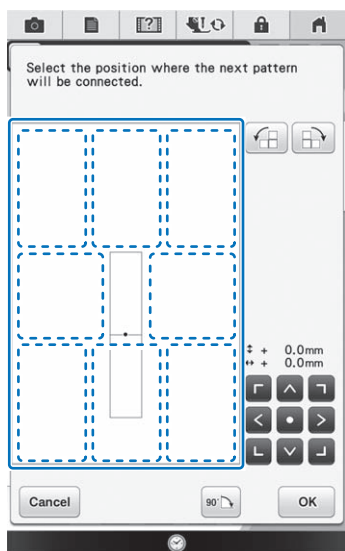 Select the position where the next pattern
will be connected.
+ 0.0mm
+ 0.0mm
Cancel
90°
OK